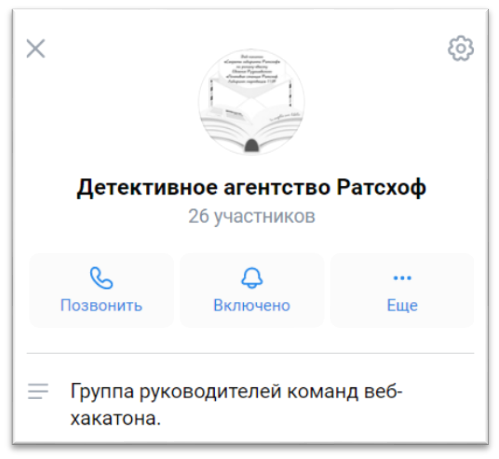 Детективное агентство Ратсхоф
26 участников
Позвонить
Включено
Еще
Группа руководителей команд веб-
хакатона.